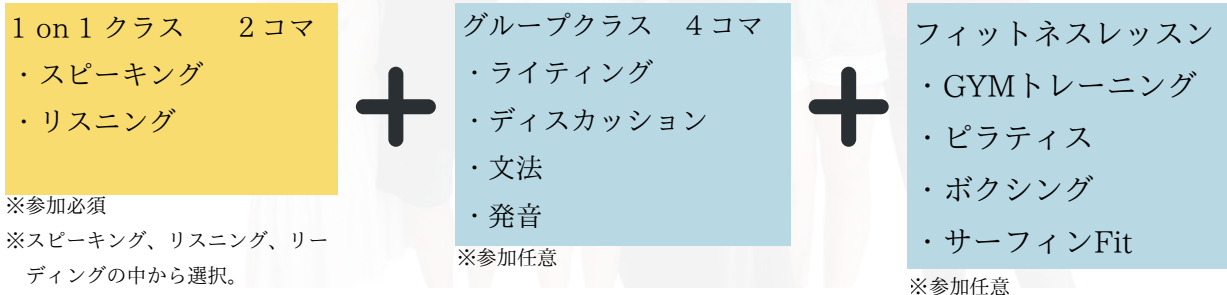 1 on 1 クラス　2コマ
・スピーキング
・リスニング
※参加必須
※スピーキング、リスニング、リー
ディングの中から選択。
グループクラス　4コマ
・ライティング
・ディスカッション
・文法
・発音
※参加任意
フィットネスレッスン
・GYMトレーニング
・ピラティス
・ボクシング
・サーフィンFit
※参加任意